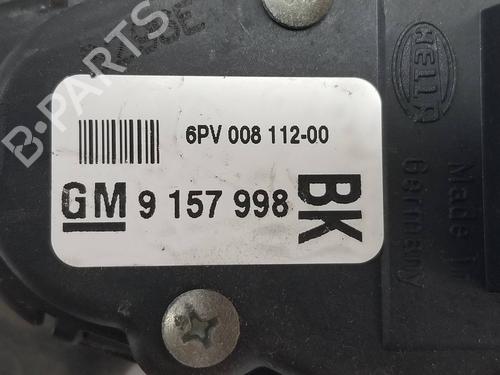 B-PARTS
HELLA
6PV 008 112-00
GM 9 157 998 BK
Made in
Germany